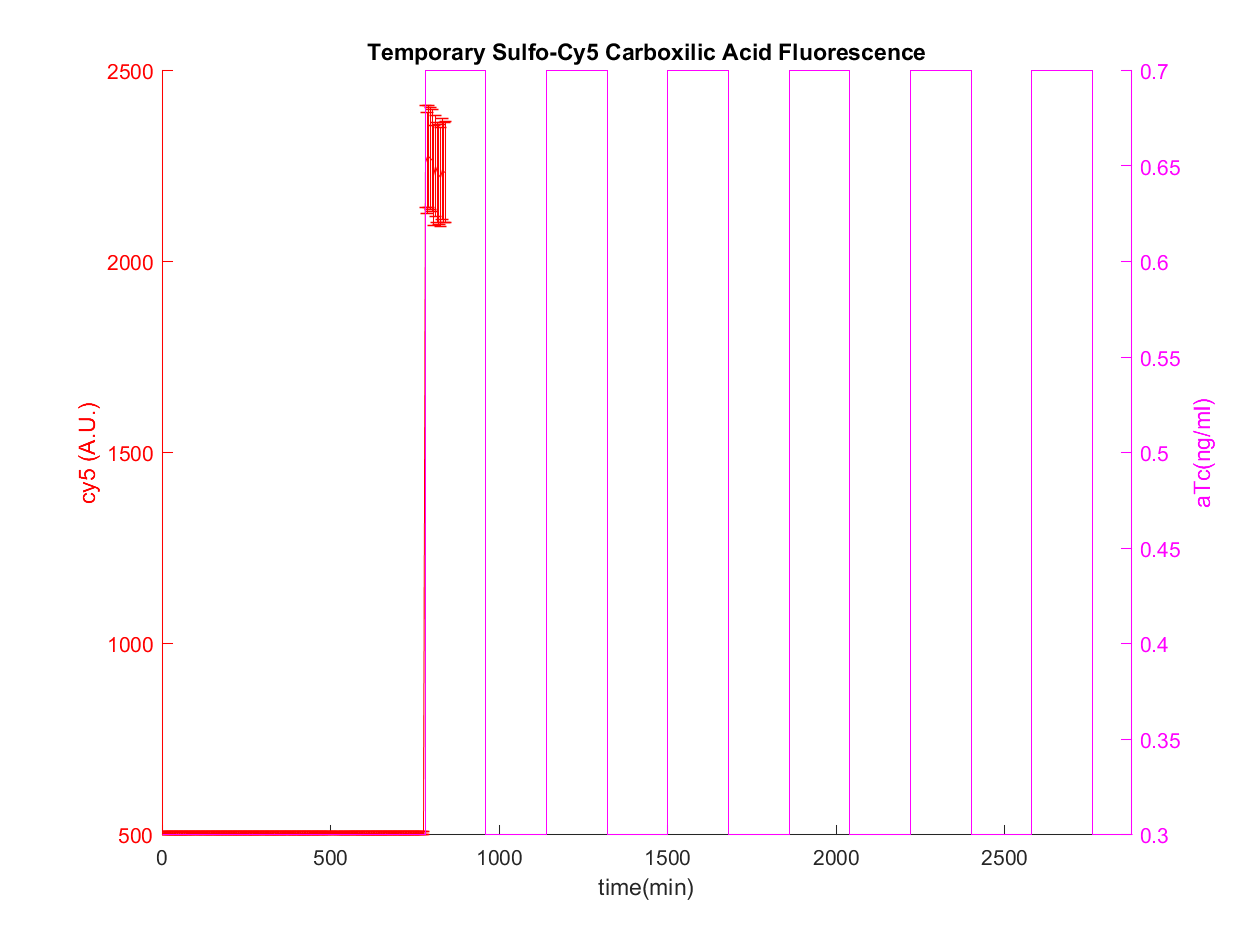 Temporary Sulfo-Cy5 Carboxilic Acid Fluorescence
2500
2000
1500
1000
500
cy5 (A.U.)
0.7
0.65
0.6
0.55
0.5
0.45
0.4
0.35
0.3
aTc(ng/ml)
0 500 1000 1500 2000 2500
time(min)